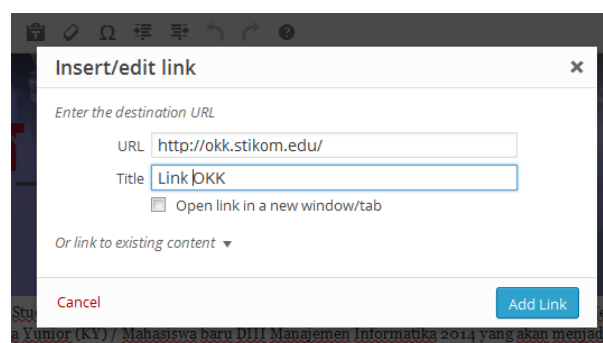 Insert/edit link
Enter the destination URL
URL http://okk.stikom.edu/
Title Link OKK
Open link in a new window/tab
Or link to existing content
Cancel
Add Link
Stu
a Yunior (KY) / Mahasiswa baru DIII Manajemen Informatika 2014 yang akan menjad